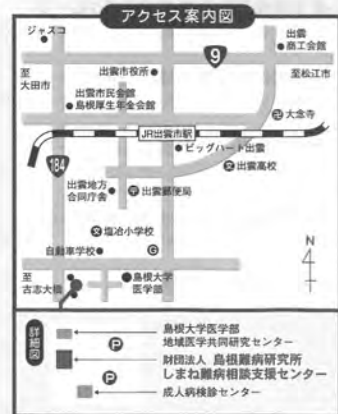 アクセス案内図
ジャスコ
出雲
商工会館
9
至
大田市
出雲市役所
至松江市
出雲市民会館
島根厚生年金会館
大念寺
JR出雲市駅
ビッグハート出雲
184
文 出雲高校
出雲地方
合同庁舎
〒 出雲郵便局
文 塩冶小学校
自動車学校
G
N
至
古志大橋
島根大学
医学部
詳細図
島根大学医学部
地域医学共同研究センター
P
財団法人 島根難病研究所
しまね難病相談支援センター
P
成人病検診センター